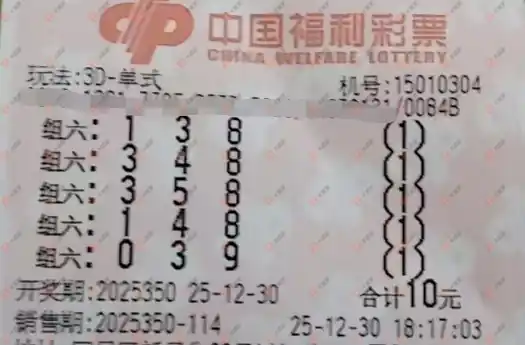 中国福利彩票
CHINA WELFARE LOTTERY
玩法:3D-单式 机号:15010304
/0084B
组六: 1 3 8 (1)
组六: 3 4 8 (1)
组六: 3 5 8 (1)
组六: 1 4 8 (1)
组六: 0 3 9 (1)
开奖期:2025350 25-12-30 合计10元
销售期:2025350-114 25-12-30 18:17:03